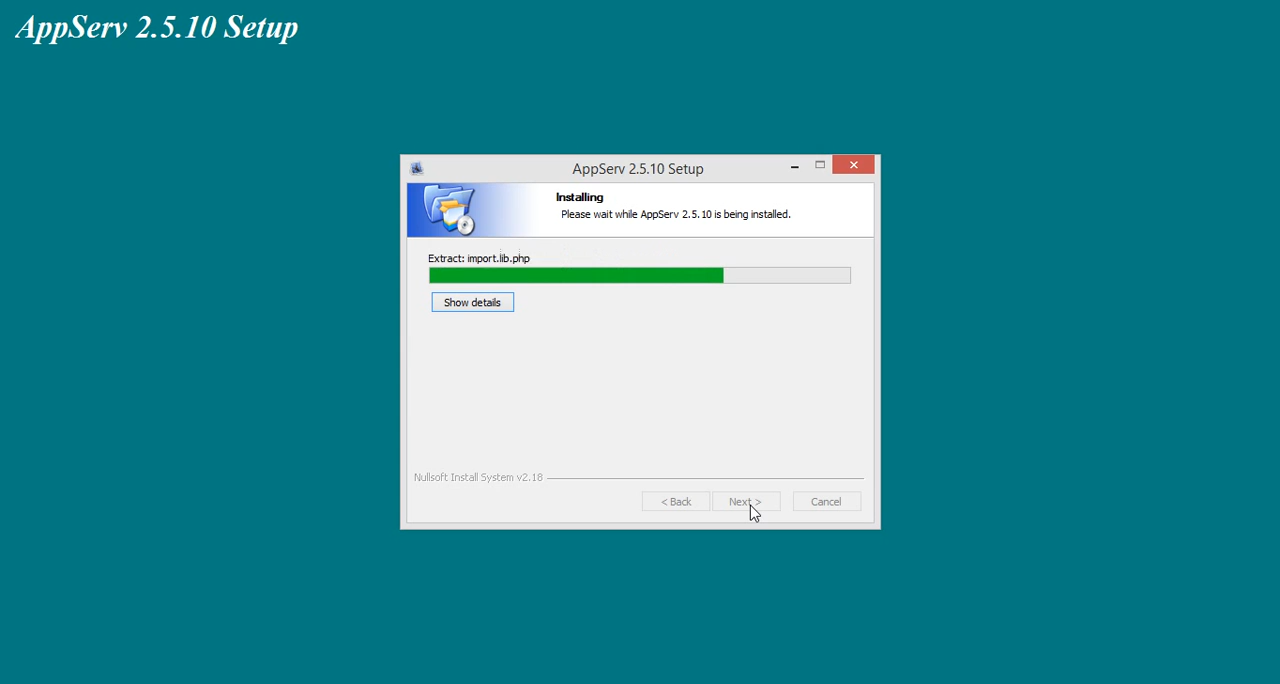 AppServ 2.5.10 Setup
AppServ 2.5.10 Setup
Installing
Please wait while AppServ 2.5.10 is being installed.
Extract: import.lib.php
Show details
Nullsoft Install System v2.18
< Back
Next >
Cancel